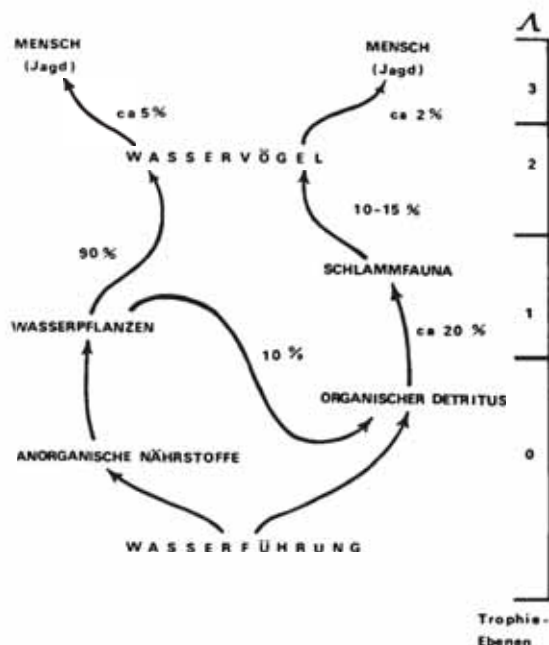 Λ
MENSCH
(Jagd)
MENSCH
(Jagd)
3
ca 5 %
ca 2 %
WASSERVÖGEL
2
10-15 %
90 %
SCHLAMMFAUNA
WASSERPFLANZEN
1
ca 20 %
10 %
ORGANISCHER DETRITUS
ANORGANISCHE NÄHRSTOFFE
0
WASSERFÜHRUNG
Trophie-
Ebenen